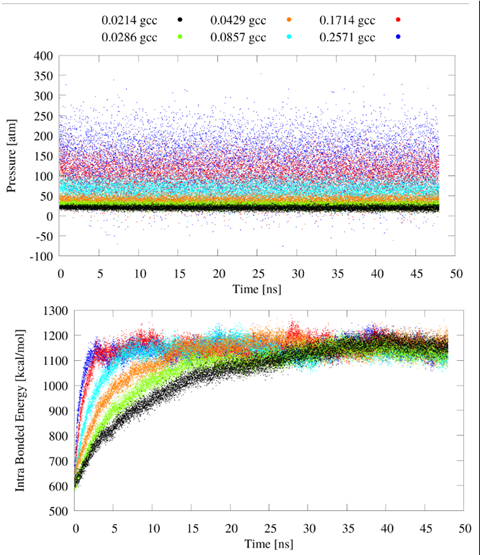 0.0214 gcc 0.0429 gcc 0.1714 gcc
0.0286 gcc 0.0857 gcc 0.2571 gcc
400
350
300
250
200
150
100
50
0
-50
-100
Pressure [atm]
0 5 10 15 20 25 30 35 40 45 50
Time [ns]
1300
1200
1100
1000
900
800
700
600
500
Intra Bonded Energy [kcal/mol]
0 5 10 15 20 25 30 35 40 45 50
Time [ns]